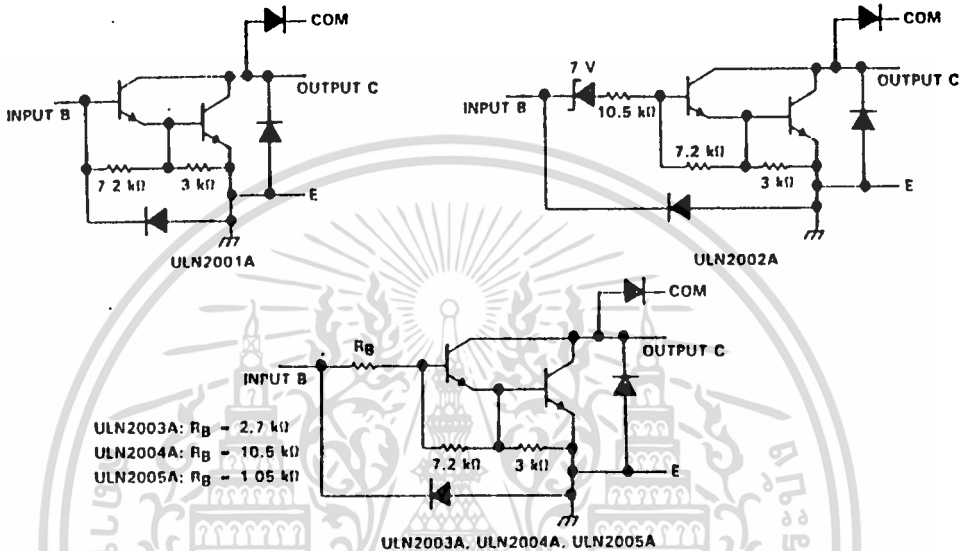 COM
OUTPUT C
INPUT B
7.2 kΩ
3 kΩ
E
ULN2001A
COM
7 V
OUTPUT C
INPUT B
10.5 kΩ
7.2 kΩ
3 kΩ
E
ULN2002A
COM
RB
OUTPUT C
INPUT B
ULN2003A: RB = 2.7 kΩ
ULN2004A: RB = 10.5 kΩ
ULN2005A: RB = 1.05 kΩ
7.2 kΩ
3 kΩ
E
ULN2003A, ULN2004A, ULN2005A